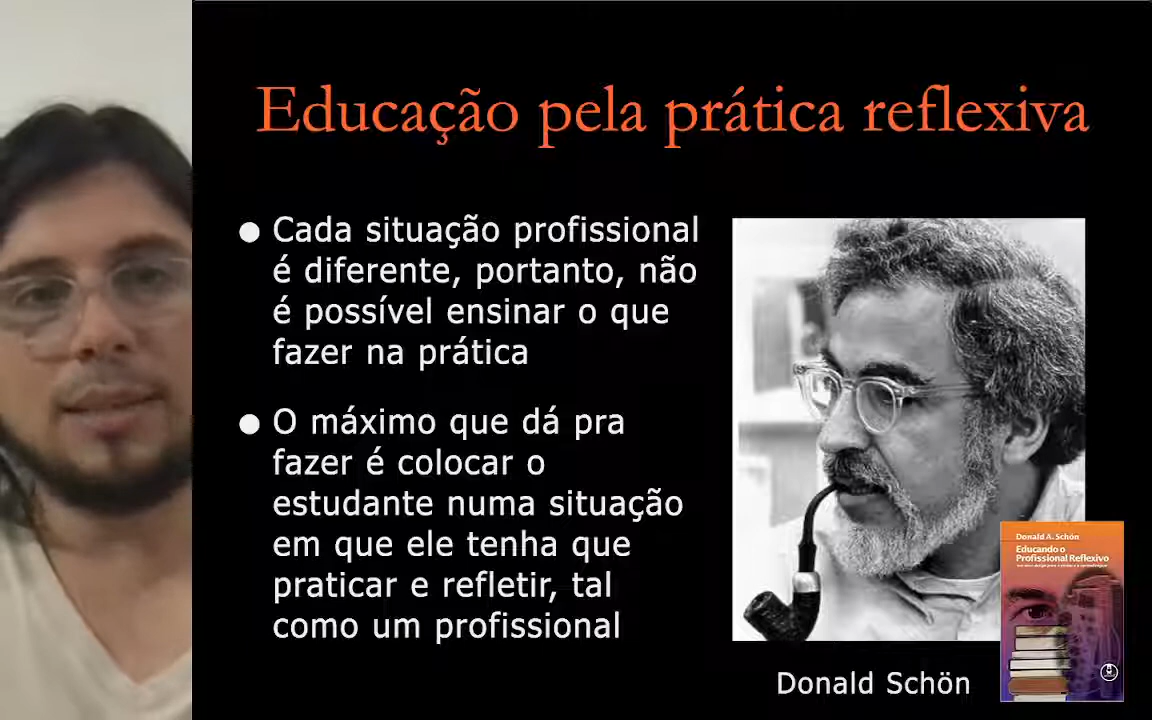 Educação pela prática reflexiva
● Cada situação profissional
é diferente, portanto, não
é possível ensinar o que
fazer na prática
● O máximo que dá pra
fazer é colocar o
estudante numa situação
em que ele tenha que
praticar e refletir, tal
como um profissional
Donald A. Schön
Educando o
Profissional Reflexivo
Donald Schön